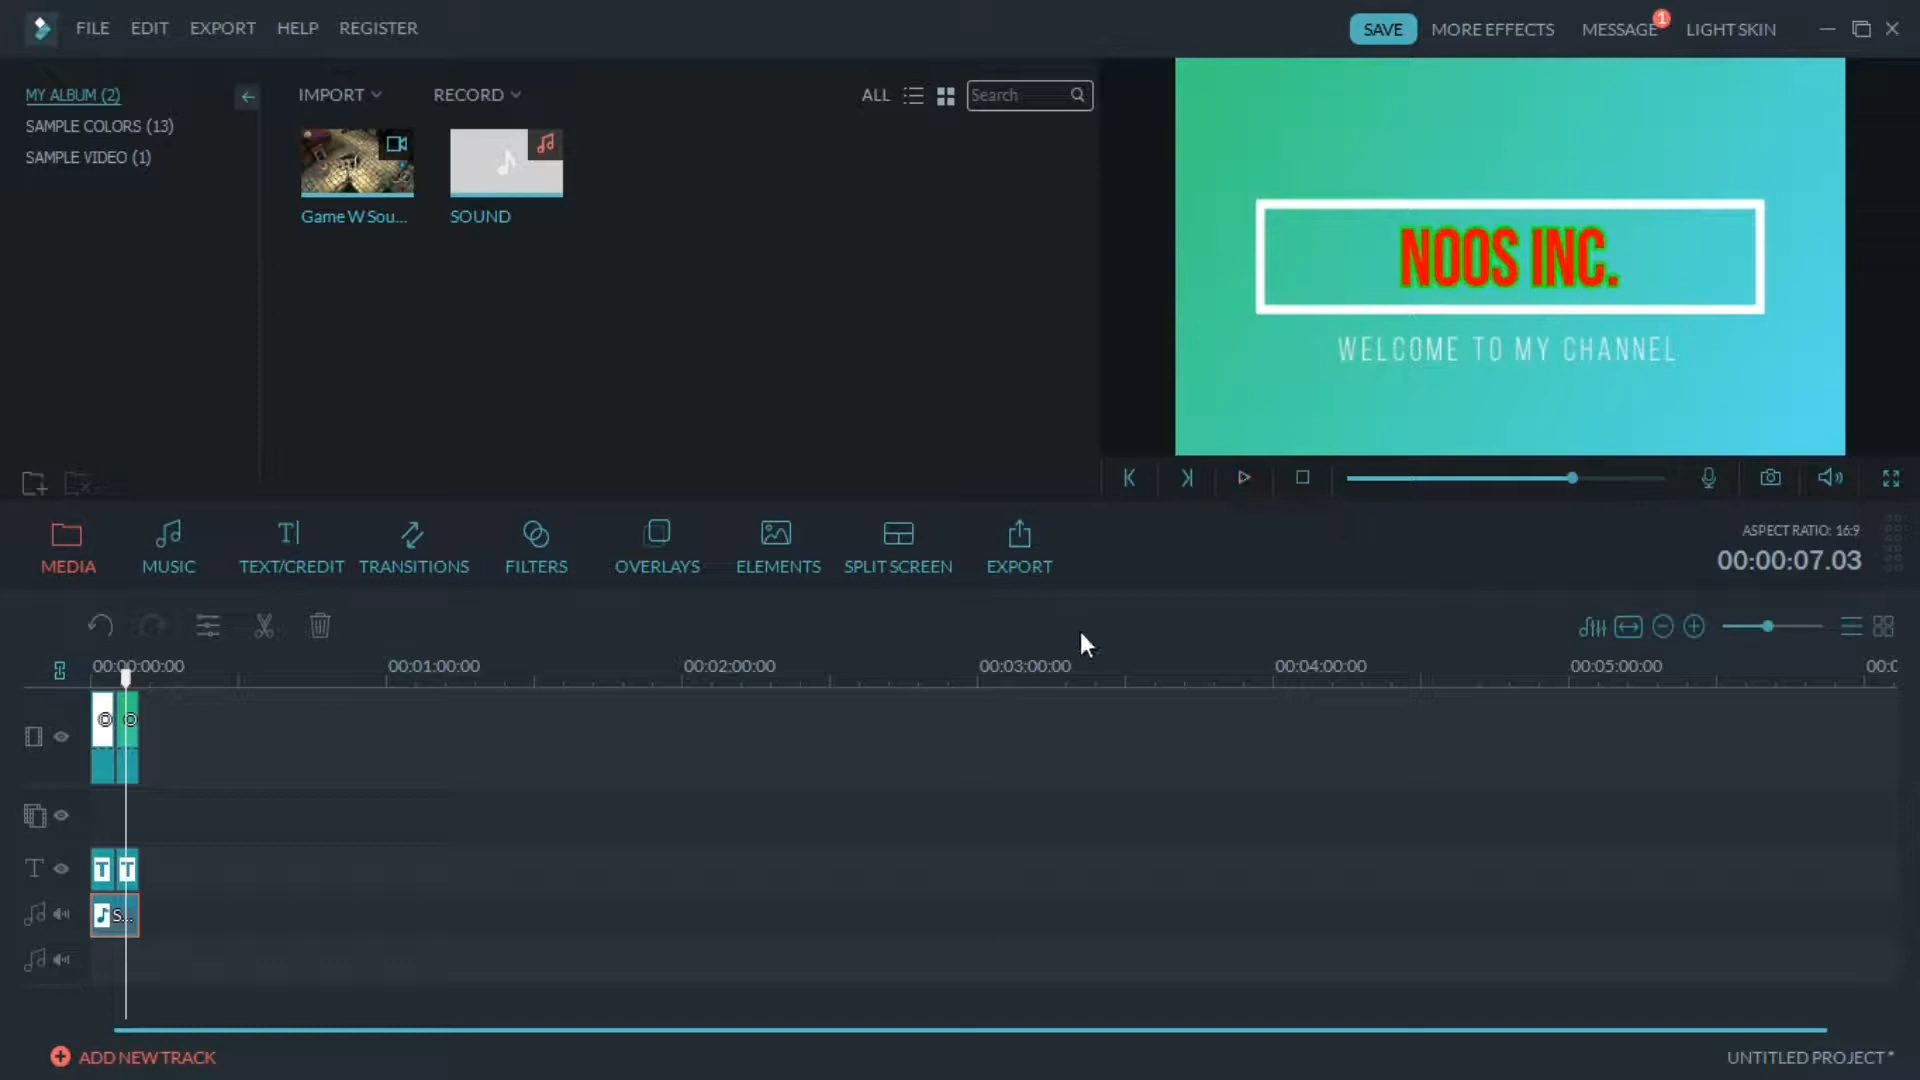 FILE EDIT EXPORT HELP REGISTER
SAVE MORE EFFECTS MESSAGE 1 LIGHT SKIN
MY ALBUM (2)
SAMPLE COLORS (13)
SAMPLE VIDEO (1)
IMPORT RECORD ALL Search
Game W Sou...
SOUND
NOOS INC.
WELCOME TO MY CHANNEL
MEDIA MUSIC TEXT/CREDIT TRANSITIONS FILTERS OVERLAYS ELEMENTS SPLIT SCREEN EXPORT
ASPECT RATIO: 16:9
00:00:07.03
00:00:00:00 00:01:00:00 00:02:00:00 00:03:00:00 00:04:00:00 00:05:00:00 00:0
T T T
S...
ADD NEW TRACK
UNTITLED PROJECT*